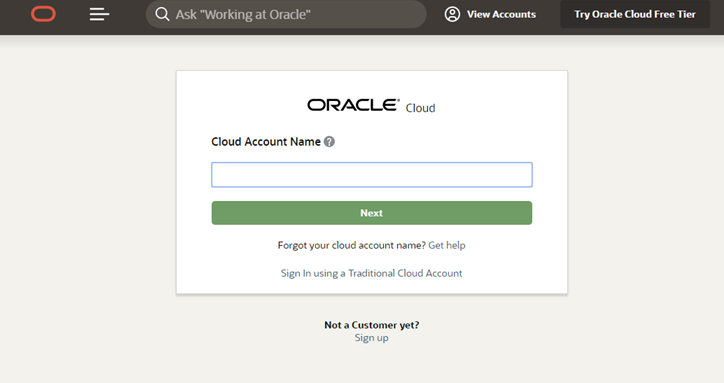 Ask "Working at Oracle"
View Accounts
Try Oracle Cloud Free Tier
ORACLE® Cloud
Cloud Account Name ?
Next
Forgot your cloud account name? Get help
Sign In using a Traditional Cloud Account
Not a Customer yet?
Sign up